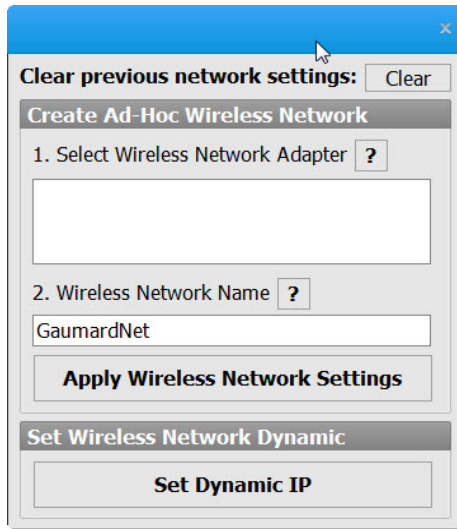 x
Clear previous network settings: Clear
Create Ad-Hoc Wireless Network
1. Select Wireless Network Adapter ?
2. Wireless Network Name ?
GaumardNet
Apply Wireless Network Settings
Set Wireless Network Dynamic
Set Dynamic IP